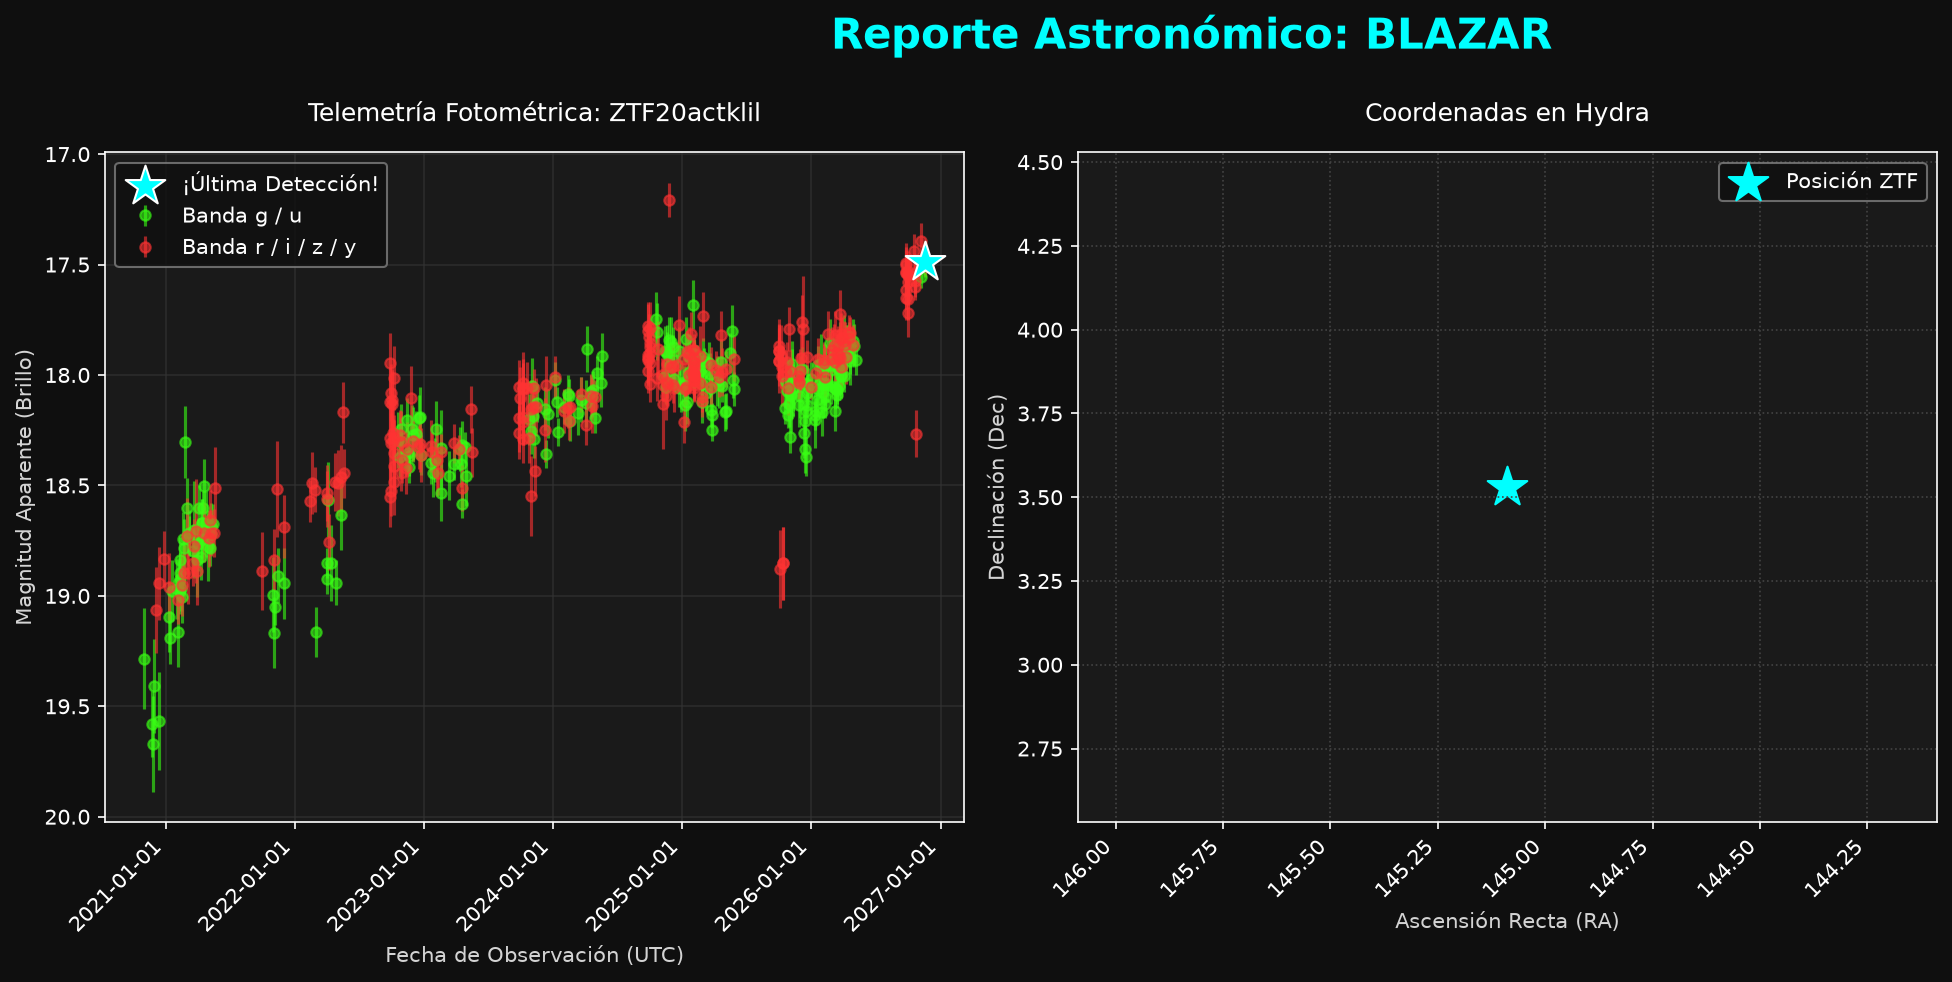 Reporte Astronómico: BLAZAR
Telemetría Fotométrica: ZTF20actklil
¡Última Detección!
Banda g / u
Banda r / i / z / y
Magnitud Aparente (Brillo)
17.0
17.5
18.0
18.5
19.0
19.5
20.0
2021-01-01
2022-01-01
2023-01-01
2024-01-01
2025-01-01
2026-01-01
2027-01-01
Fecha de Observación (UTC)
Coordenadas en Hydra
Posición ZTF
Declinación (Dec)
4.50
4.25
4.00
3.75
3.50
3.25
3.00
2.75
146.00
145.75
145.50
145.25
145.00
144.75
144.50
144.25
Ascensión Recta (RA)